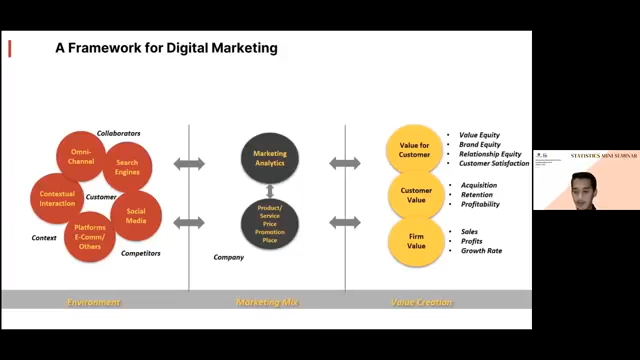 A Framework for Digital Marketing
Collaborators
Omni-
Channel
Search
Engines
Contextual
Interaction
Customer
Social
Media
Platforms
E-Comm/
Others
Context
Competitors
Environment
Marketing
Analytics
Product/
Service
Price
Promotion
Place
Company
Marketing Mix
Value for
Customer
• Value Equity
• Brand Equity
• Relationship Equity
• Customer Satisfaction
Customer
Value
• Acquisition
• Retention
• Profitability
Firm
Value
• Sales
• Profits
• Growth Rate
Value Creation
STATISTICS MINI SEMINAR